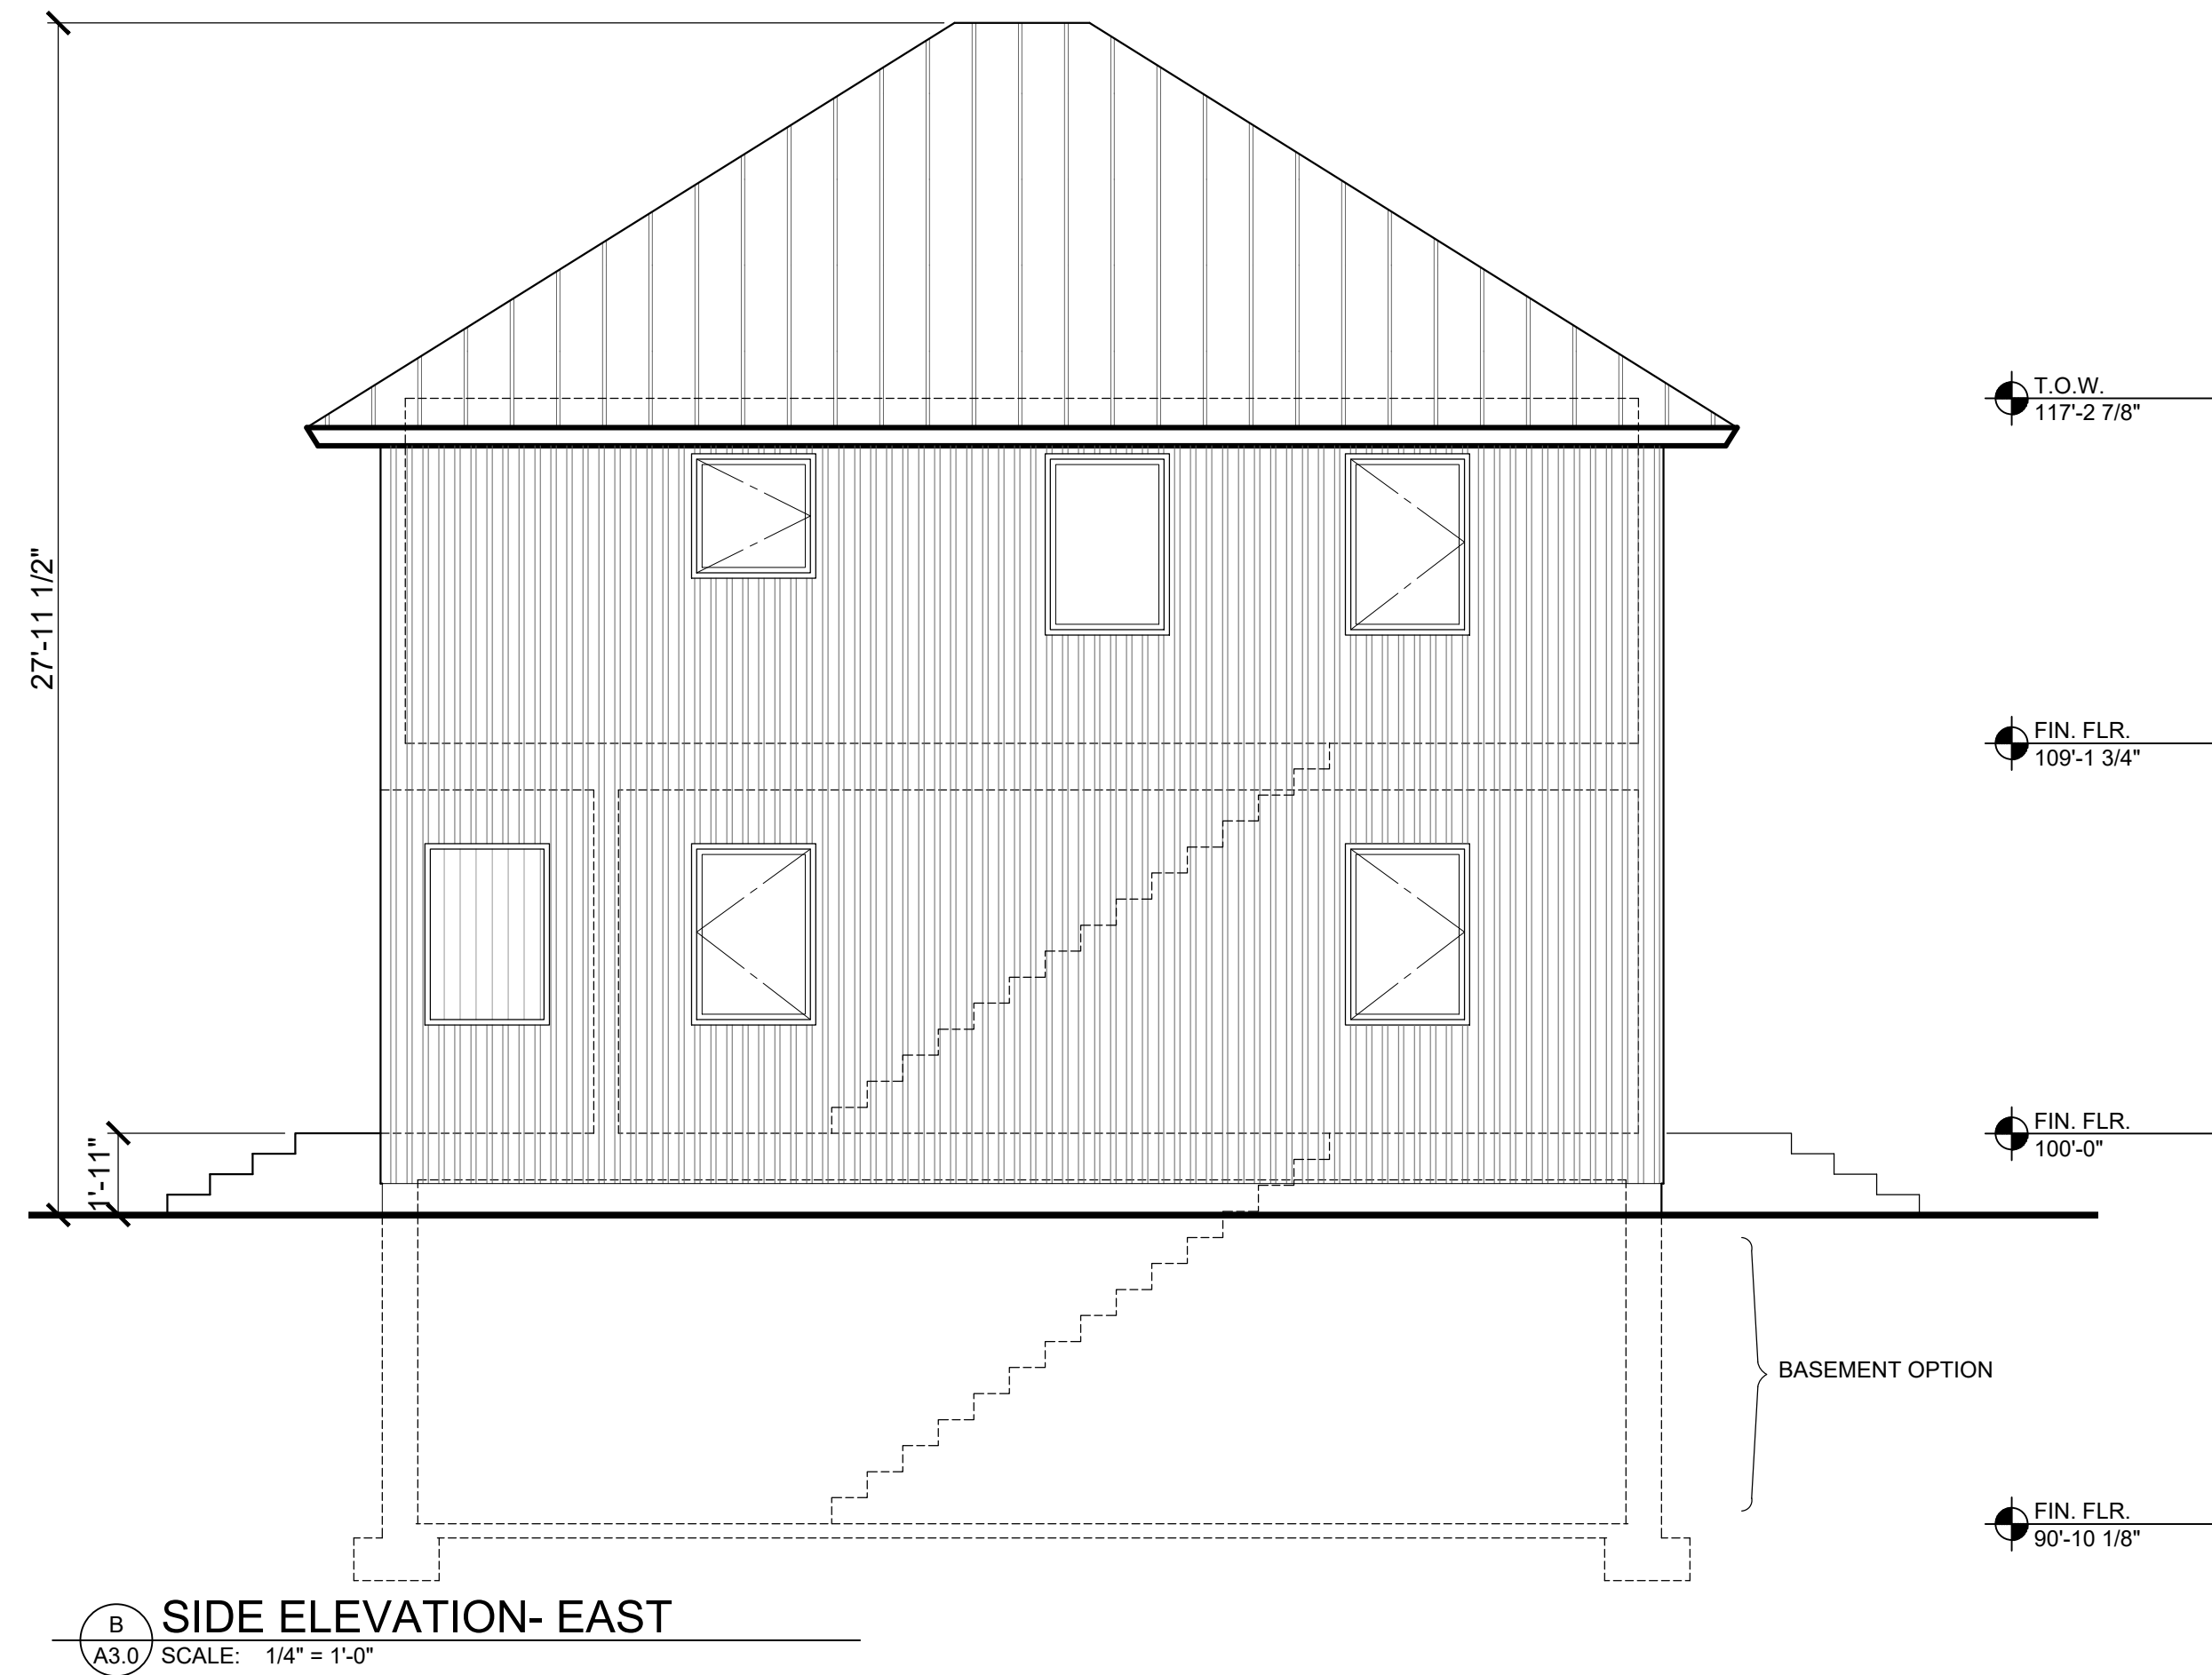 27'-11 1/2"
1'-11"
T.O.W.
117'-2 7/8"
FIN. FLR.
109'-1 3/4"
FIN. FLR.
100'-0"
BASEMENT OPTION
FIN. FLR.
90'-10 1/8"
B
A3.0
SIDE ELEVATION- EAST
SCALE: 1/4" = 1'-0"